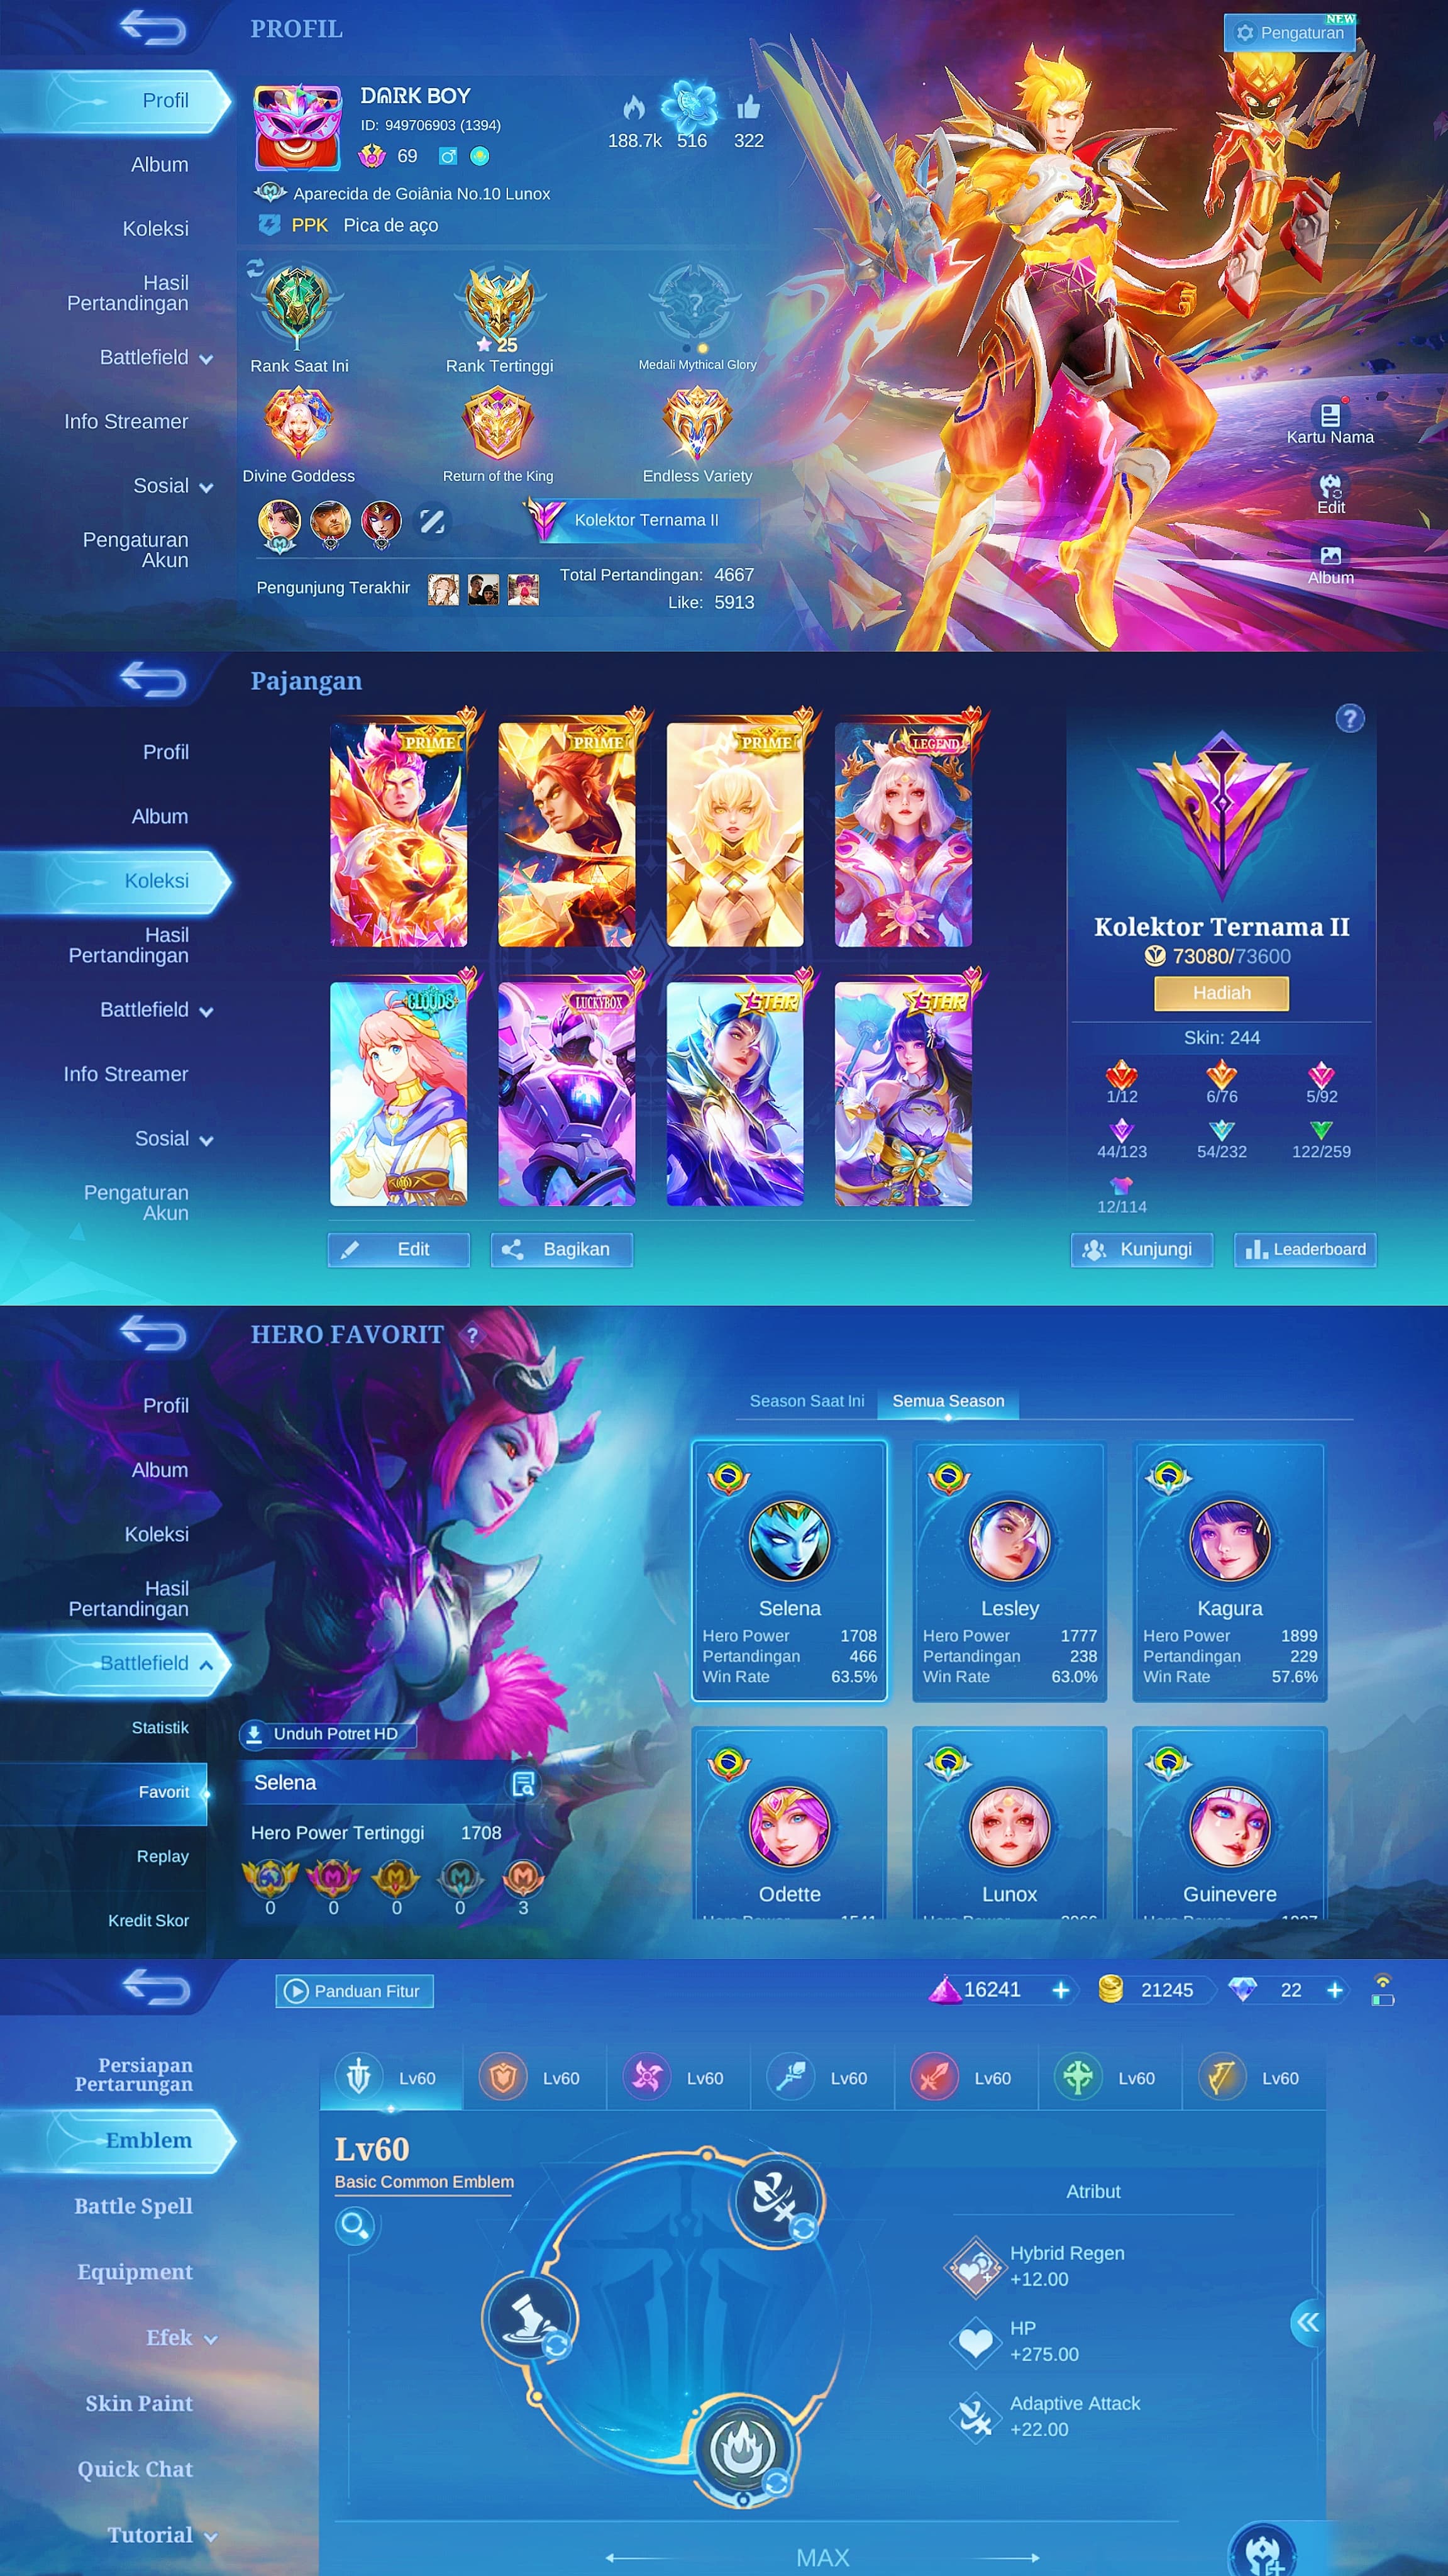 PROFIL
NEW
Pengaturan
Profil
Album
Koleksi
Hasil
Pertandingan
Battlefield
Info Streamer
Sosial
Pengaturan
Akun
DARK BOY
ID: 949706903 (1394)
69
188.7k 516 322
Aparecida de Goiânia No.10 Lunox
PPK Pica de aço
25
Rank Saat Ini
Rank Tertinggi
Medali Mythical Glory
Divine Goddess
Return of the King
Endless Variety
Kolektor Ternama II
Pengunjung Terakhir
Total Pertandingan: 4667
Like: 5913
Kartu Nama
Edit
Album
Pajangan
Profil
Album
Koleksi
Hasil
Pertandingan
Battlefield
Info Streamer
Sosial
Pengaturan
Akun
PRIME
PRIME
PRIME
LEGEND
CLOUDS
LUCKYBOX
STAR
STAR
Edit
Bagikan
?
Kolektor Ternama II
73080/73600
Hadiah
Skin: 244
1/12 6/76 5/92
44/123 54/232 122/259
12/114
Kunjungi
Leaderboard
HERO FAVORIT ?
Profil
Album
Koleksi
Hasil
Pertandingan
Battlefield
Statistik
Favorit
Replay
Kredit Skor
Unduh Potret HD
Selena
Hero Power Tertinggi 1708
0 0 0 0 3
Season Saat Ini
Semua Season
Selena
Hero Power 1708
Pertandingan 466
Win Rate 63.5%
Lesley
Hero Power 1777
Pertandingan 238
Win Rate 63.0%
Kagura
Hero Power 1899
Pertandingan 229
Win Rate 57.6%
Odette
Lunox
Guinevere
Panduan Fitur
16241
21245
22
Persiapan
Pertarungan
Emblem
Battle Spell
Equipment
Efek
Skin Paint
Quick Chat
Tutorial
Lv60
Lv60
Lv60
Lv60
Lv60
Lv60
Lv60
Lv60
Basic Common Emblem
Atribut
Hybrid Regen
+12.00
HP
+275.00
Adaptive Attack
+22.00
MAX